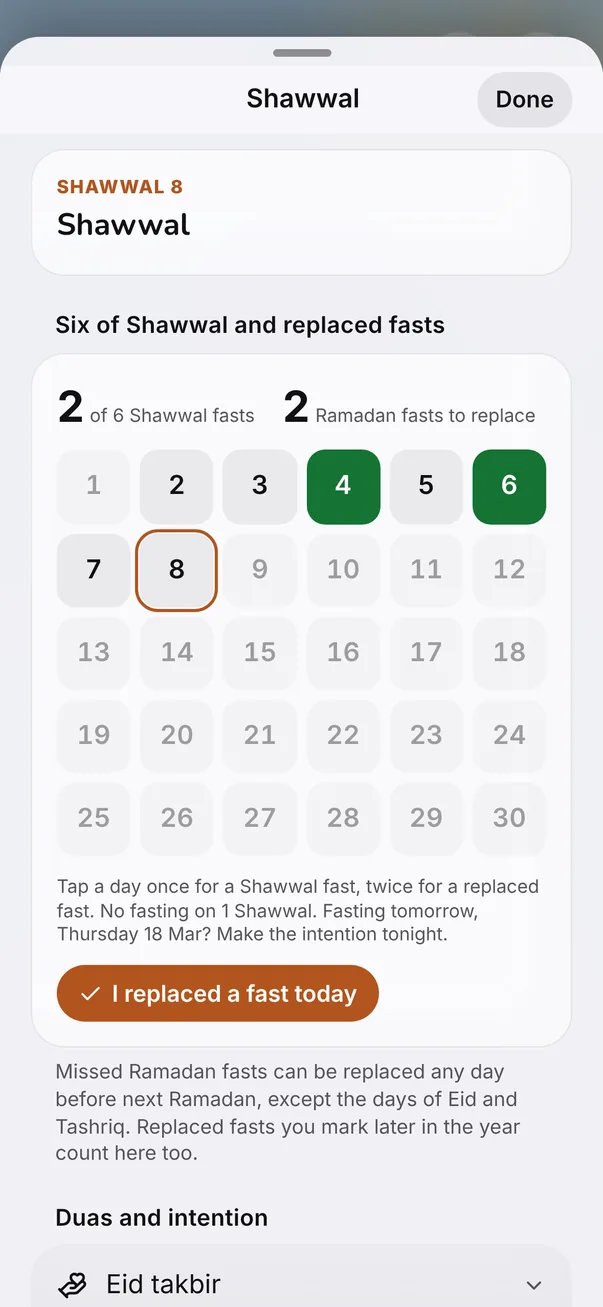 Shawwal
Done
SHAWWAL 8
Shawwal
Six of Shawwal and replaced fasts
2 of 6 Shawwal fasts 2 Ramadan fasts to replace
1 2 3 4 5 6
7 8 9 10 11 12
13 14 15 16 17 18
19 20 21 22 23 24
25 26 27 28 29 30
Tap a day once for a Shawwal fast, twice for a replaced
fast. No fasting on 1 Shawwal. Fasting tomorrow,
Thursday 18 Mar? Make the intention tonight.
I replaced a fast today
Missed Ramadan fasts can be replaced any day
before next Ramadan, except the days of Eid and
Tashriq. Replaced fasts you mark later in the year
count here too.
Duas and intention
Eid takbir